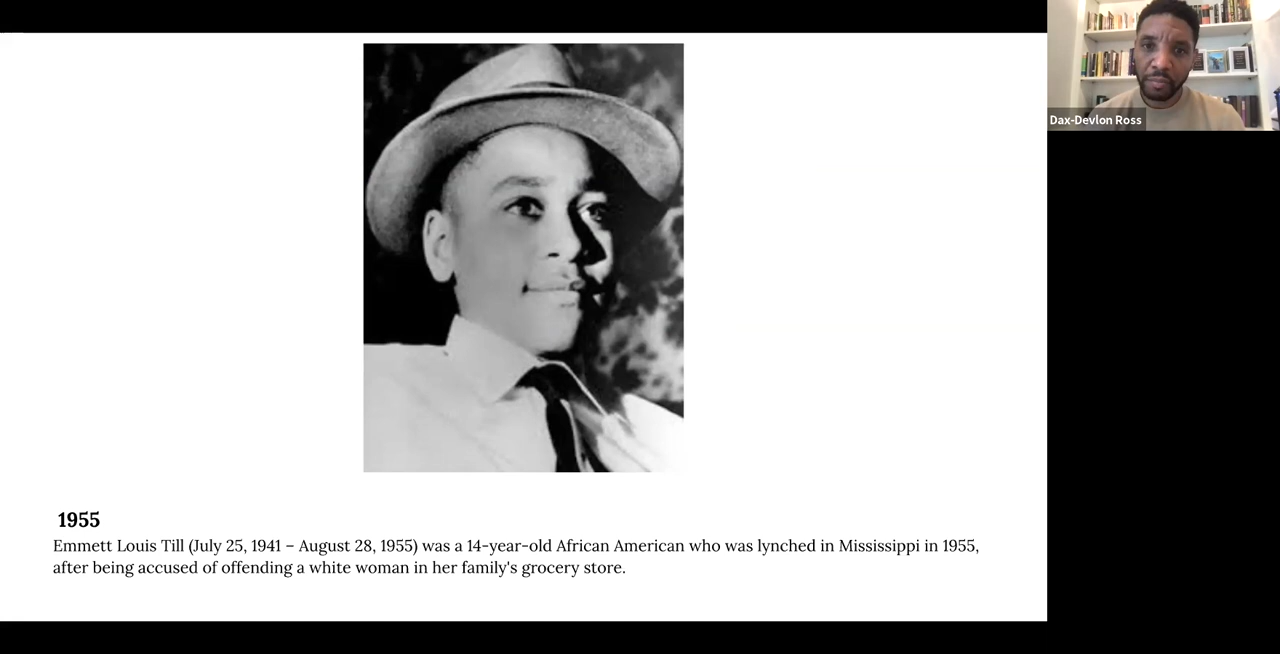 Dax-Devlon Ross
1955
Emmett Louis Till (July 25, 1941 – August 28, 1955) was a 14-year-old African American who was lynched in Mississippi in 1955,
after being accused of offending a white woman in her family's grocery store.